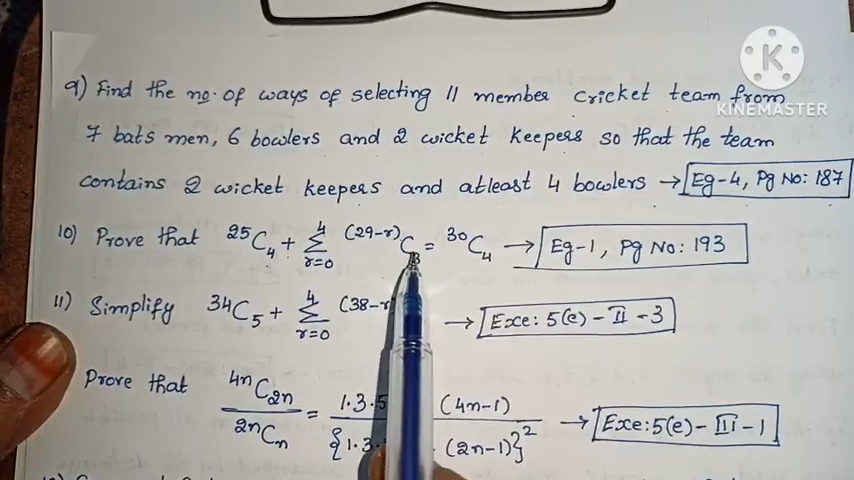 KINEMASTER
9) Find the no. of ways of selecting 11 member cricket team from
7 bats men, 6 bowlers and 2 wicket keepers so that the team
contains 2 wicket keepers and atleast 4 bowlers → Eg-4, Pg No: 187
10) Prove that ²⁵C₄ + Σ⁴ᵣ₌₀ ⁽²⁹⁻ʳ⁾C₃ = ³⁰C₄ → Eg-1, Pg No: 193
11) Simplify ³⁴C₅ + Σ⁴ᵣ₌₀ (38-r → Exe: 5(e) - II - 3
Prove that ⁴ⁿC₂ₙ / ²ⁿCₙ = 1.3.5 (4n-1) / {1.3. . (2n-1)}² → Exe: 5(e) - III - 1